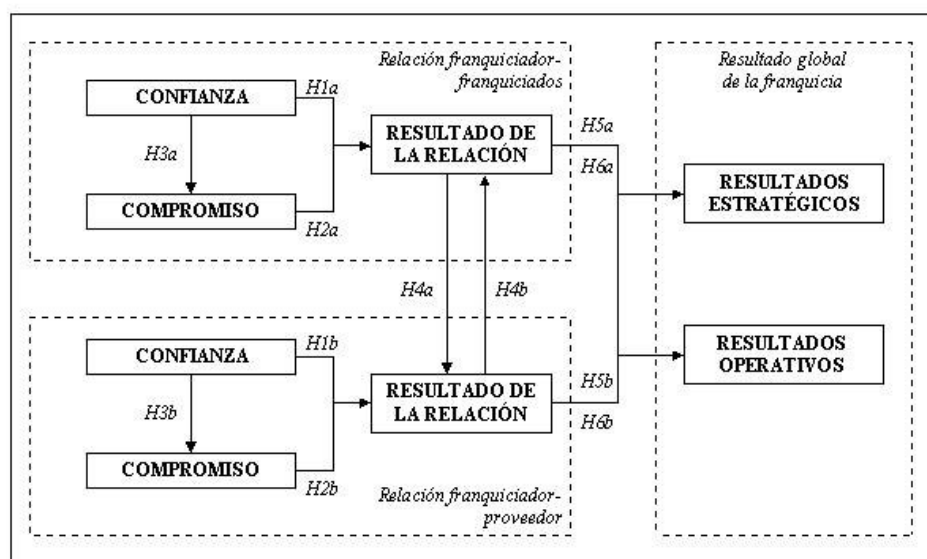 Relación franquiciador-
franquiciados
CONFIANZA
H1a
H3a
COMPROMISO
H2a
RESULTADO DE
LA RELACIÓN
H5a
H6a
Resultado global
de la franquicia
RESULTADOS
ESTRATÉGICOS
H4a
H4b
CONFIANZA
H1b
H3b
COMPROMISO
H2b
RESULTADO DE
LA RELACIÓN
H5b
H6b
RESULTADOS
OPERATIVOS
Relación franquiciador-
proveedor